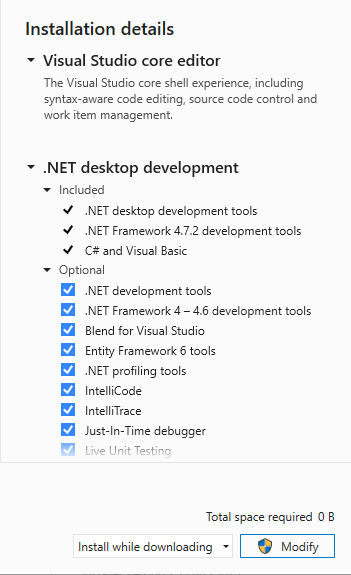 Installation details
Visual Studio core editor
The Visual Studio core shell experience, including
syntax-aware code editing, source code control and
work item management.
.NET desktop development
Included
.NET desktop development tools
.NET Framework 4.7.2 development tools
C# and Visual Basic
Optional
.NET development tools
.NET Framework 4 – 4.6 development tools
Blend for Visual Studio
Entity Framework 6 tools
.NET profiling tools
IntelliCode
IntelliTrace
Just-In-Time debugger
Live Unit Testing
Total space required 0 B
Install while downloading
Modify